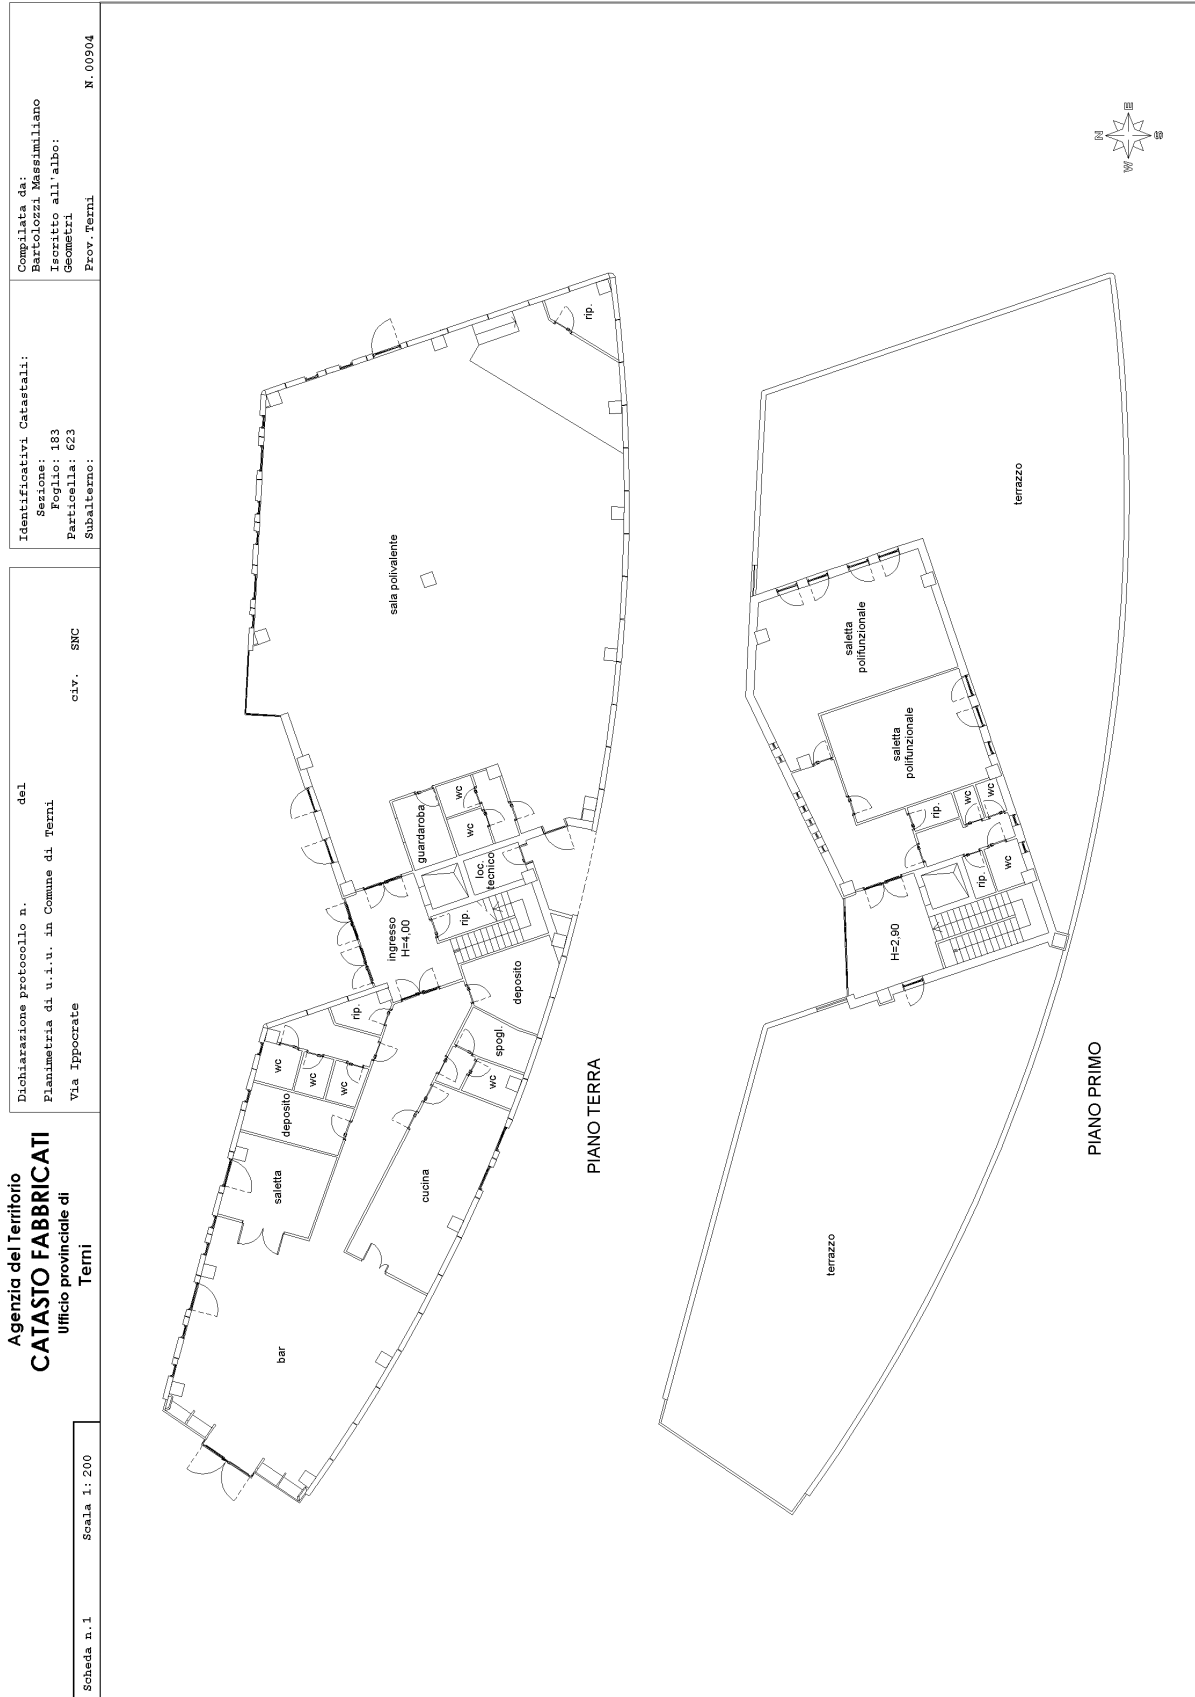 Agenzia del Territorio
CATASTO FABBRICATI
Ufficio provinciale di
Terni
Dichiarazione protocollo n. del
Planimetria di u.i.u. in Comune di Terni
Via Ippocrate civ. SNC
Identificativi Catastali:
Sezione:
Foglio: 183
Particella: 623
Subalterno:
Compilata da:
Bartolozzi Massimiliano
Iscritto all'albo:
Geometri
Prov. Terni N. 00904
Scheda n.1 Scala 1: 200
bar
saletta
deposito
wc
wc
wc
rip.
cucina
wc
spogl.
deposito
ingresso
H=4,00
rip.
loc.
tecnico
guardaroba
wc
wc
sala polivalente
rip.
PIANO TERRA
terrazzo
H=2,90
rip.
wc
rip.
wc
wc
saletta
polifunzionale
saletta
polifunzionale
terrazzo
PIANO PRIMO
N
E
S
W